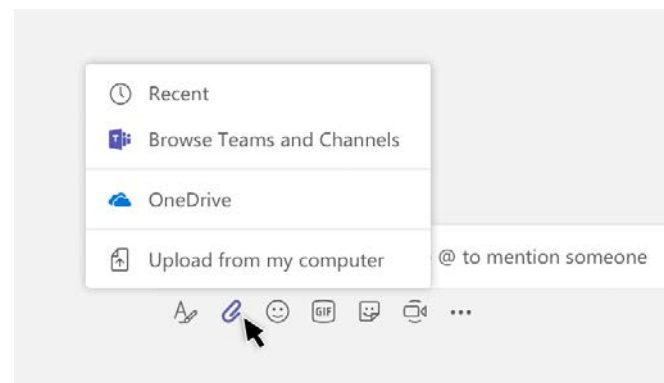 Recent
Browse Teams and Channels
OneDrive
Upload from my computer
@ to mention someone
GIF